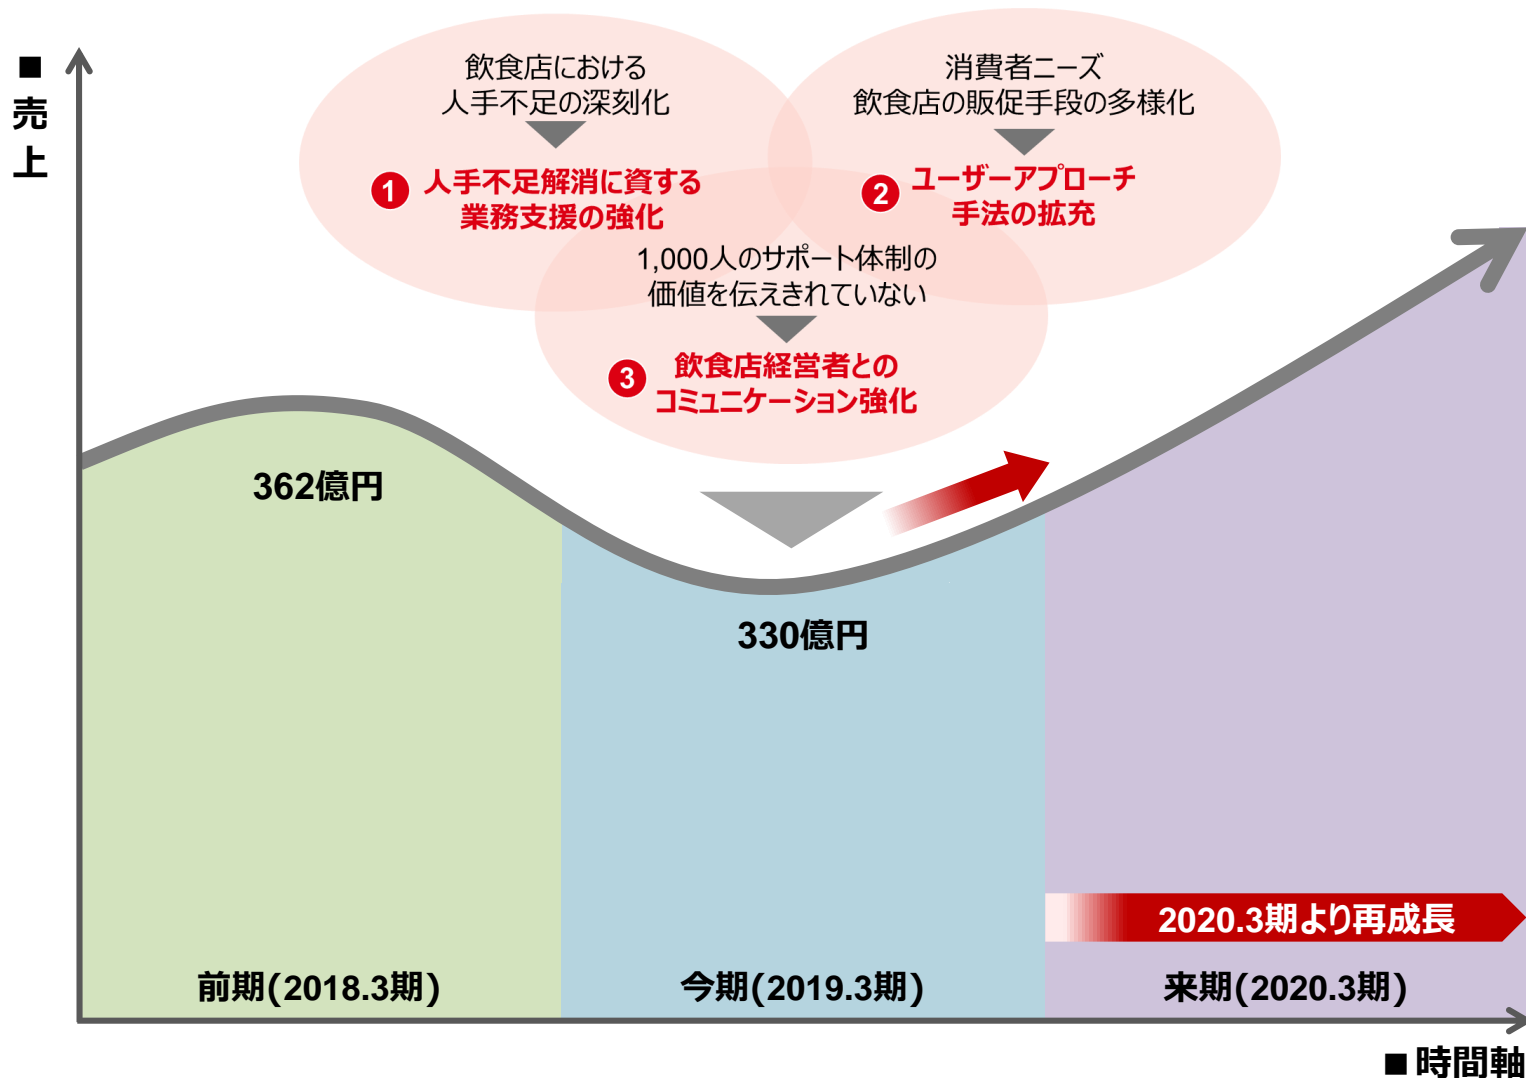 ■
売
上
飲食店における
人手不足の深刻化
1 人手不足解消に資する
業務支援の強化
消費者ニーズ
飲食店の販促手段の多様化
2 ユーザーアプローチ
手法の拡充
1,000人のサポート体制の
価値を伝えきれていない
3 飲食店経営者との
コミュニケーション強化
362億円
330億円
2020.3期より再成長
前期(2018.3期)
今期(2019.3期)
来期(2020.3期)
■時間軸